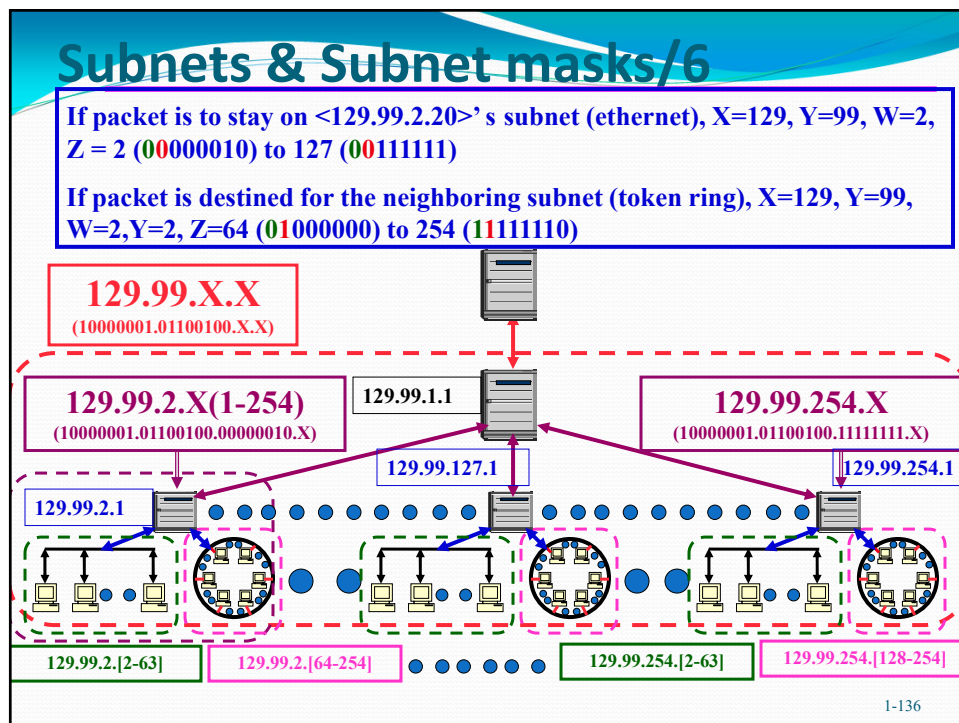 Subnets & Subnet masks/6
If packet is to stay on <129.99.2.20>’ s subnet (ethernet), X=129, Y=99, W=2,
Z = 2 (00000010) to 127 (00111111)
If packet is destined for the neighboring subnet (token ring), X=129, Y=99,
W=2,Y=2, Z=64 (01000000) to 254 (11111110)
129.99.X.X
(10000001.01100100.X.X)
129.99.2.X(1-254)
(10000001.01100100.00000010.X)
129.99.1.1
129.99.254.X
(10000001.01100100.11111111.X)
129.99.127.1
129.99.254.1
129.99.2.1
129.99.2.[2-63]
129.99.2.[64-254]
129.99.254.[2-63]
129.99.254.[128-254]
1-136